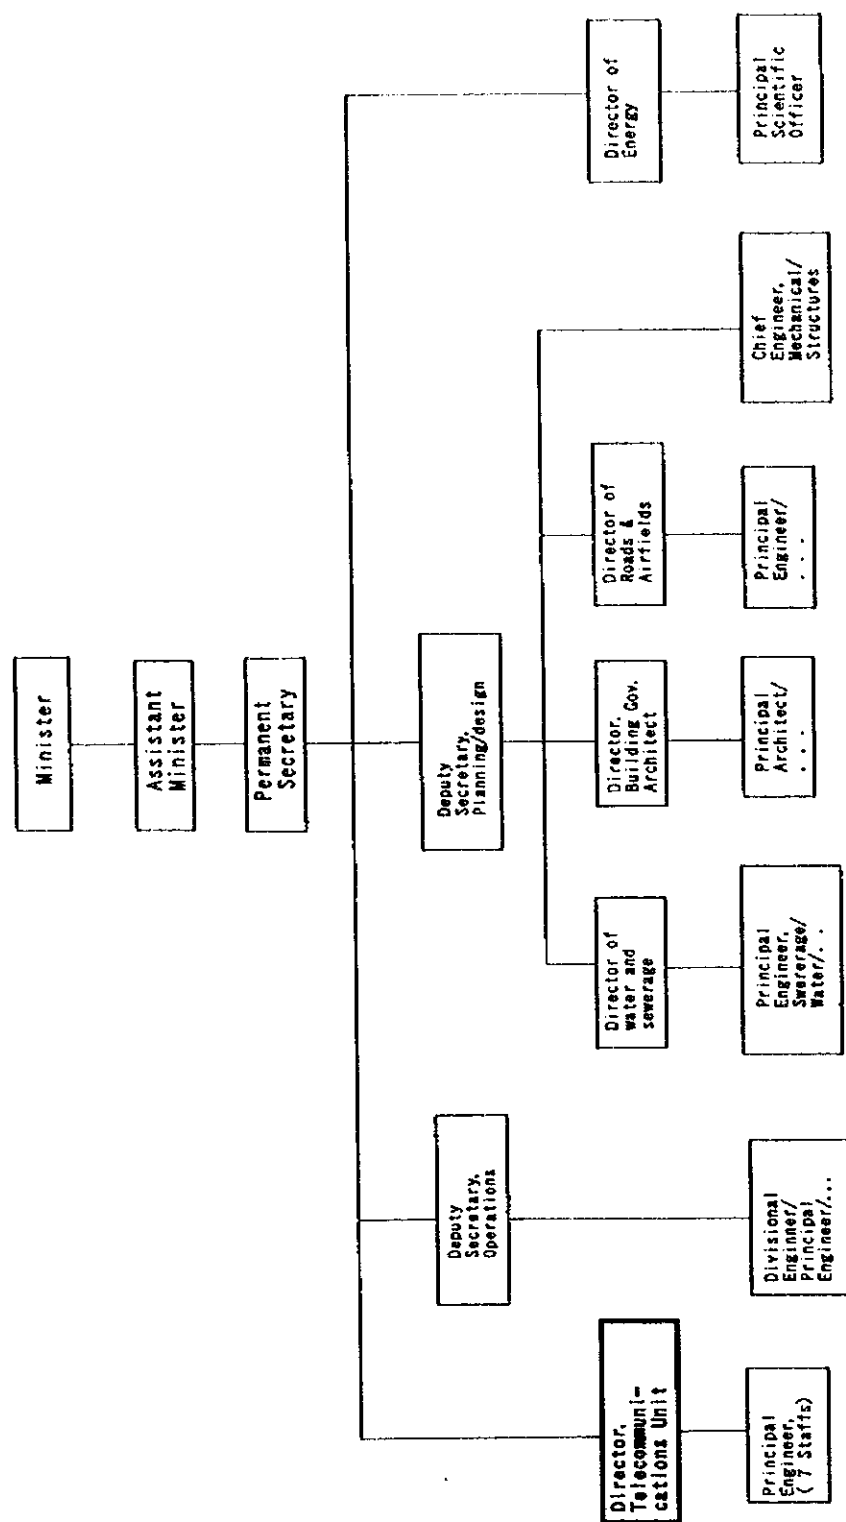 Minister
Assistant
Minister
Permanent
Secretary
Director,
Telecommuni-
cations Unit
Principal
Engineer,
( 7 Staffs)
Deputy
Secretary,
Operations
Divisional
Enginner/
Principal
Engineer/...
Deputy
Secretary,
Planning/design
Director of
water and
sewerage
Principal
Engineer,
Swererage/
Water/. .
Director,
Building Gov.
Architect
Principal
Architect/
. . .
Director of
Roads &
Airfields
Principal
Engineer/
. . .
Chief
Engineer,
Mechanical/
Structures
Director of
Energy
Principal
Scientific
Officer